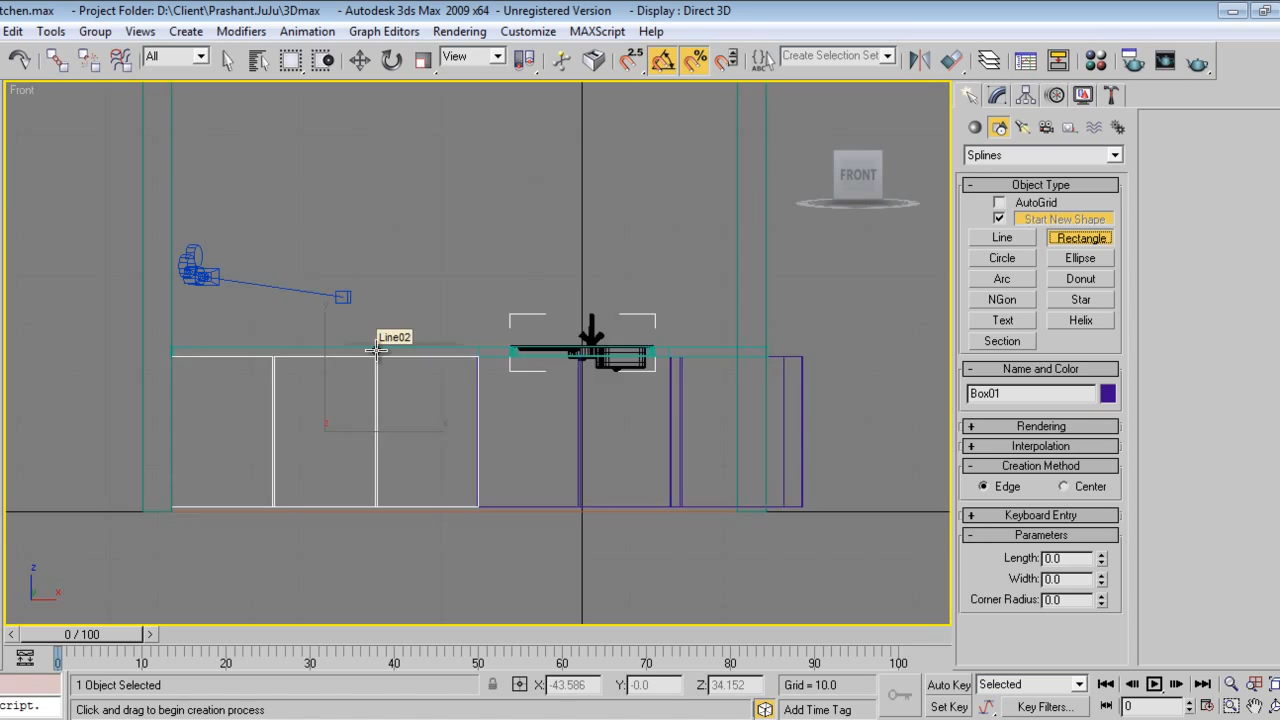 tchen.max - Project Folder: D:\Client\PrashantJuJu\3Dmax - Autodesk 3ds Max 2009 x64 - Unregistered Version - Display : Direct 3D
Edit Tools Group Views Create Modifiers Animation Graph Editors Rendering Customize MAXScript Help
All
View
2.5
%
ABC
Create Selection Set
Front
FRONT
Splines
- Object Type
AutoGrid
Start New Shape
Line Rectangle
Circle Ellipse
Arc Donut
NGon Star
Text Helix
Section
Line02
- Name and Color
Box01
+ Rendering
+ Interpolation
- Creation Method
Edge Center
+ Keyboard Entry
- Parameters
Length: 0.0
Width: 0.0
Corner Radius: 0.0
z
x
< 0 / 100 >
0 10 20 30 40 50 60 70 80 90 100
1 Object Selected X: -43.586 Y: -0.0 Z: 34.152 Grid = 10.0 Auto Key Selected
cript. Click and drag to begin creation process Add Time Tag Set Key Key Filters... 0